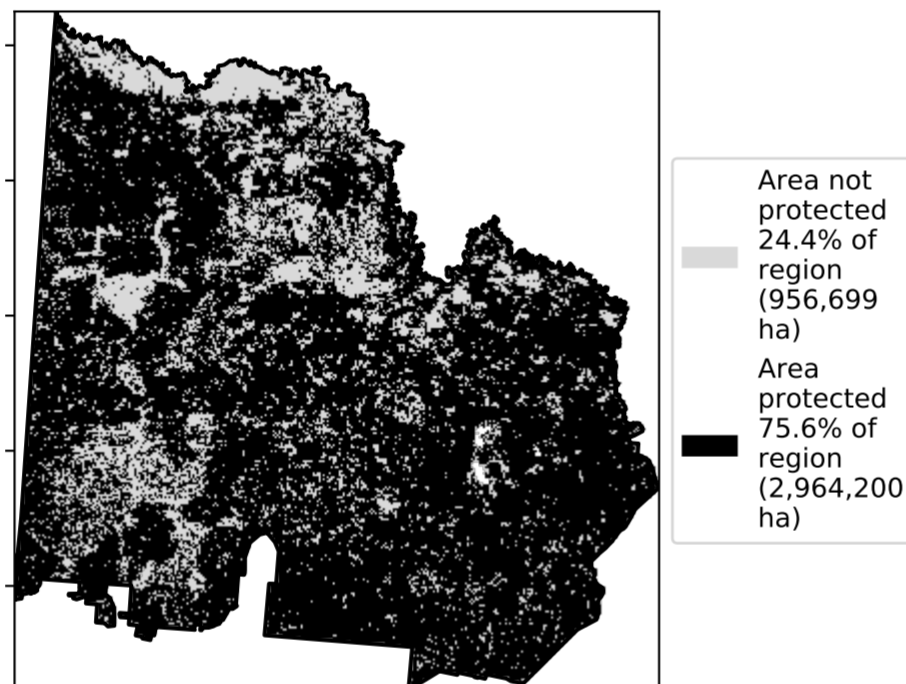 Area not
protected
24.4% of
region
(956,699
ha)
Area
protected
75.6% of
region
(2,964,200
ha)